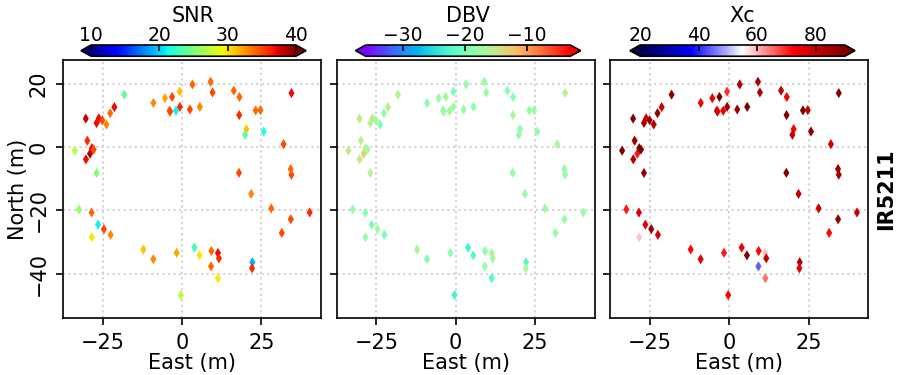 SNR DBV Xc
10 20 30 40 −30 −20 −10 20 40 60 80
20
0
−20
−40
North (m)
IR5211
−25 0 25 −25 0 25 −25 0 25
East (m) East (m) East (m)